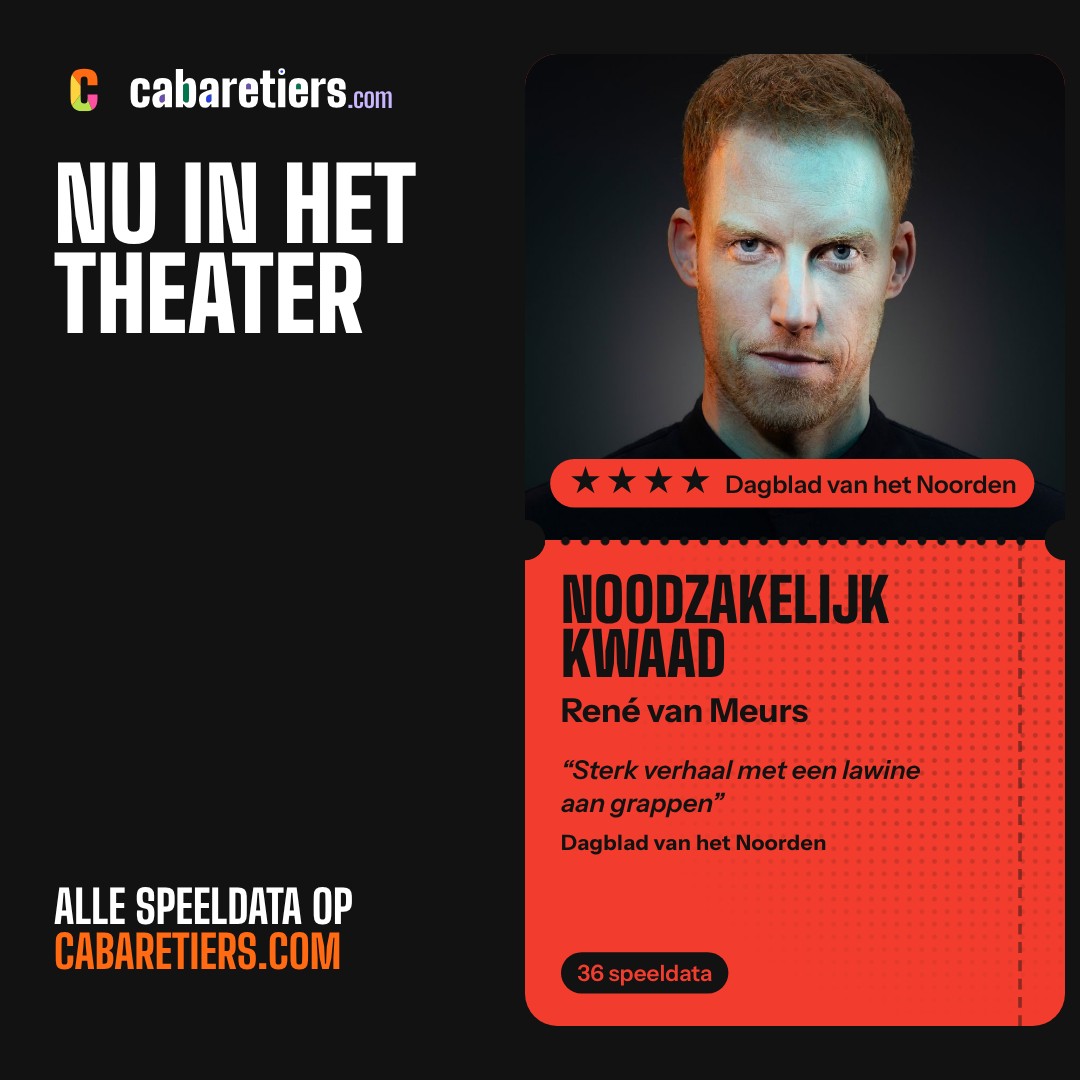 cabaretiers.com
NU IN HET
THEATER
★★★★ Dagblad van het Noorden
NOODZAKELIJK
KWAAD
René van Meurs
“Sterk verhaal met een lawine
aan grappen”
Dagblad van het Noorden
36 speeldata
ALLE SPEELDATA OP
CABARETIERS.COM